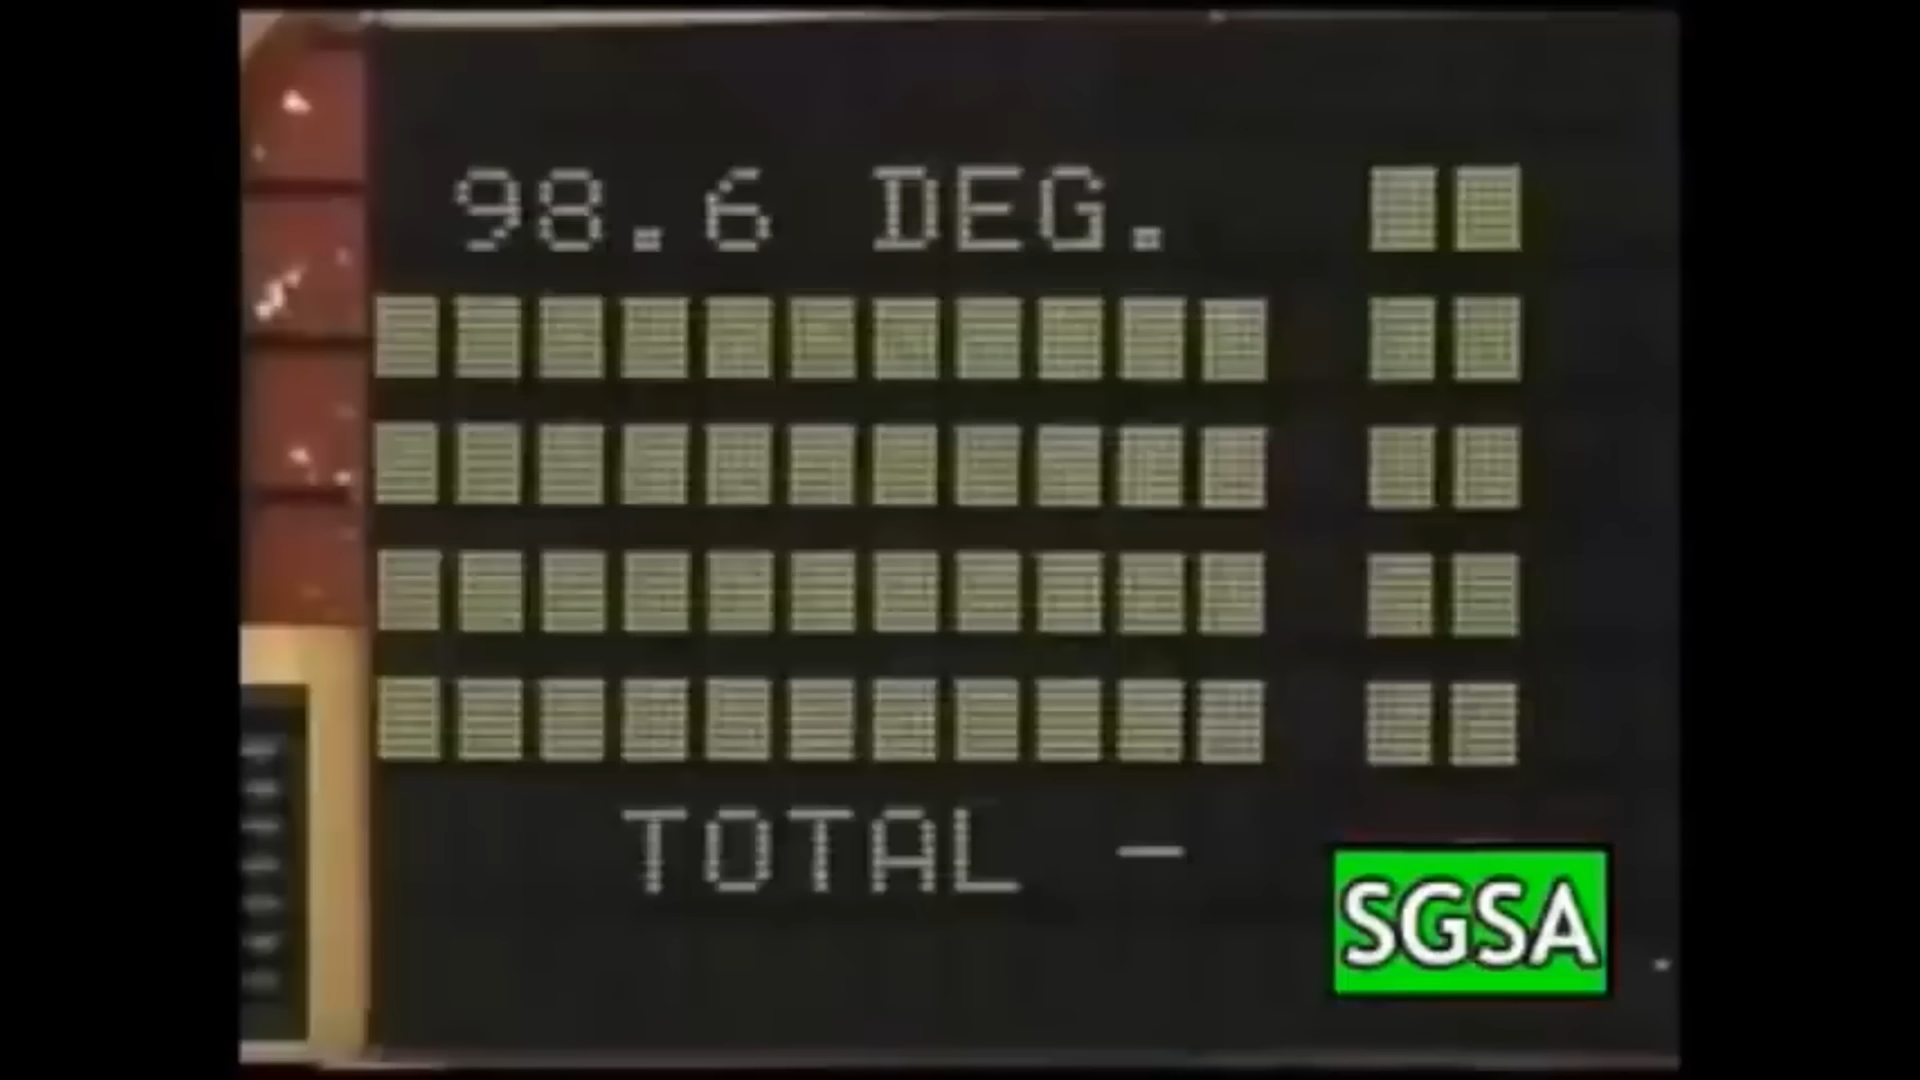 98.6 DEG.
TOTAL —
SGSA